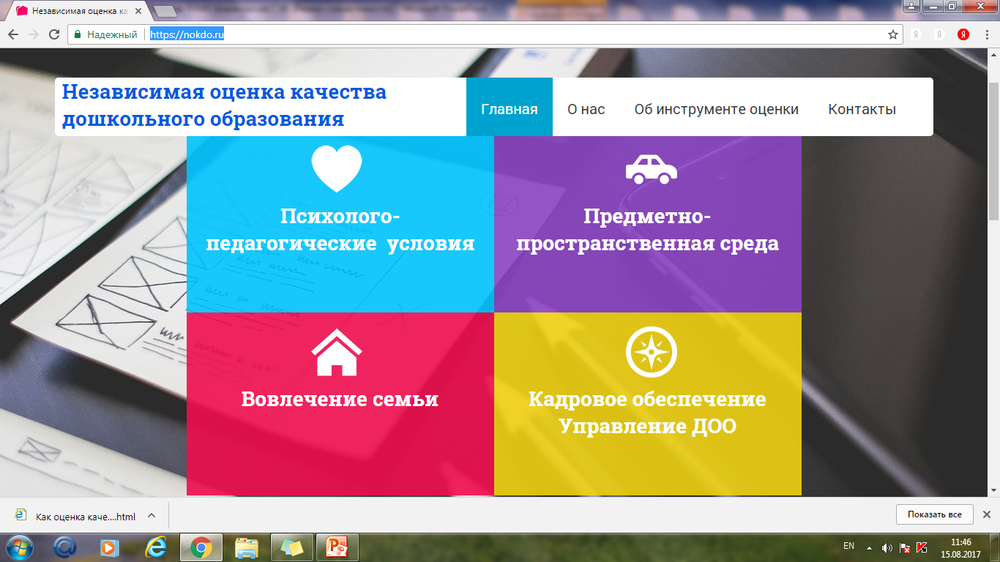 Независимая оценка ка
Надежный
https://nokdo.ru
Независимая оценка качества
дошкольного образования
Главная
О нас
Об инструменте оценки
Контакты
Психолого-
педагогические условия
Предметно-
пространственная среда
Вовлечение семьи
Кадровое обеспечение
Управление ДОО
Как оценка каче....html
Показать все
EN
11:46
15.08.2017